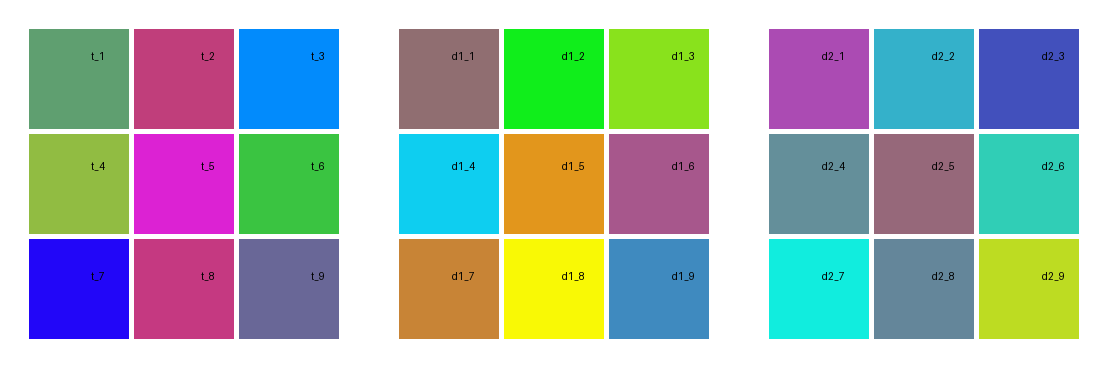 t_1 t_2 t_3 d1_1 d1_2 d1_3 d2_1 d2_2 d2_3
t_4 t_5 t_6 d1_4 d1_5 d1_6 d2_4 d2_5 d2_6
t_7 t_8 t_9 d1_7 d1_8 d1_9 d2_7 d2_8 d2_9